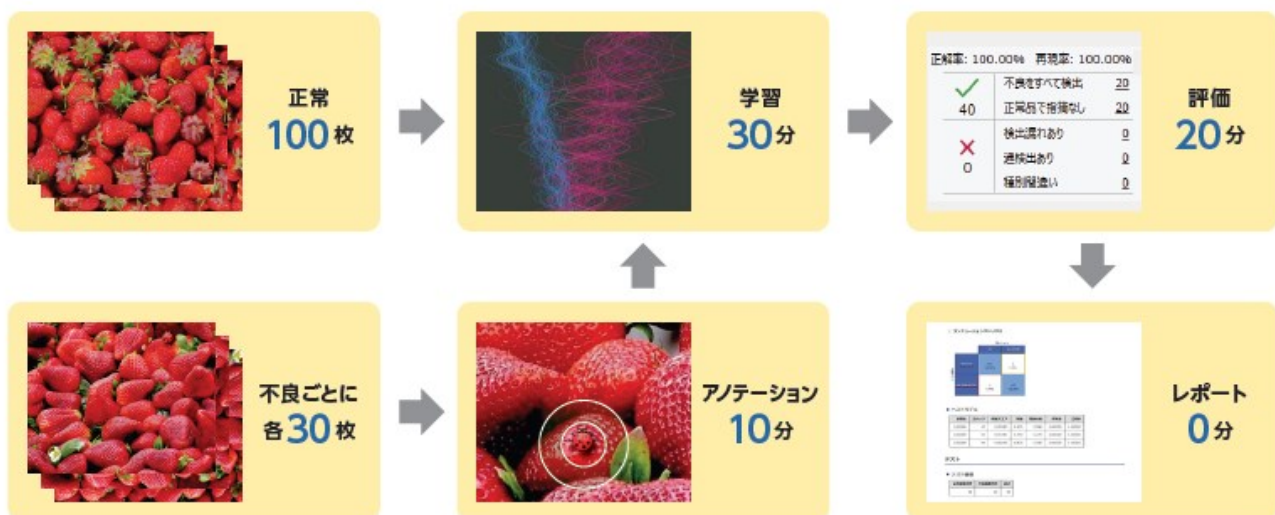 正常
100枚
学習
30分
正解率: 100.00% 再現率: 100.00%
40
不良をすべて検出 20
正常品で指摘なし 20
0
検出漏れあり 0
過検出あり 0
種別間違い 0
評価
20分
不良ごとに
各30枚
アノテーション
10分
レポート
0分